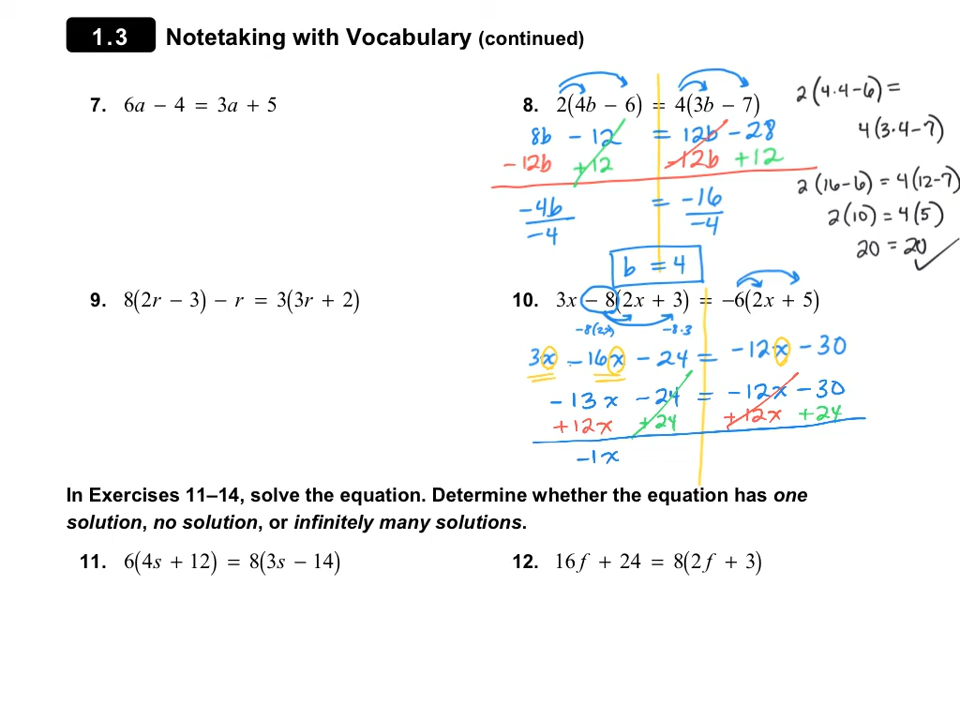 1.3 Notetaking with Vocabulary (continued)
7. 6a − 4 = 3a + 5
8. 2(4b − 6) = 4(3b − 7)
8b − 12 = 12b − 28
− 12b + 12 − 12b + 12
−4b = −16
−4 −4
b = 4
2(4·4−6) =
4(3·4−7)
2(16−6) = 4(12−7)
2(10) = 4(5)
20 = 20
9. 8(2r − 3) − r = 3(3r + 2)
10. 3x − 8(2x + 3) = −6(2x + 5)
−8(2x) −8·3
3x − 16x − 24 = −12x − 30
− 13x − 24 = −12x − 30
+ 12x + 24 + 12x + 24
−1x
In Exercises 11–14, solve the equation. Determine whether the equation has one
solution, no solution, or infinitely many solutions.
11. 6(4s + 12) = 8(3s − 14)
12. 16f + 24 = 8(2f + 3)